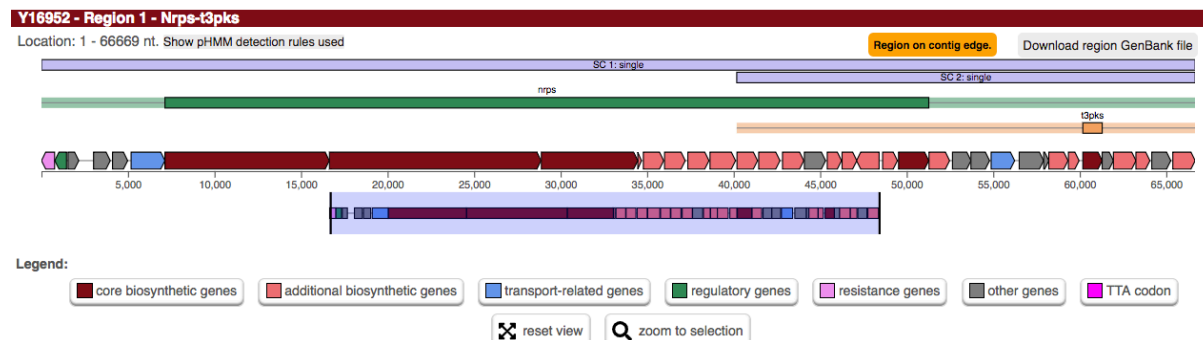 Y16952 - Region 1 - Nrps-t3pks
Location: 1 - 66669 nt. Show pHMM detection rules used
Region on contig edge.
Download region GenBank file
SC 1: single
SC 2: single
nrps
t3pks
5,000 10,000 15,000 20,000 25,000 30,000 35,000 40,000 45,000 50,000 55,000 60,000 65,000
Legend:
core biosynthetic genes additional biosynthetic genes transport-related genes regulatory genes resistance genes other genes TTA codon
reset view zoom to selection